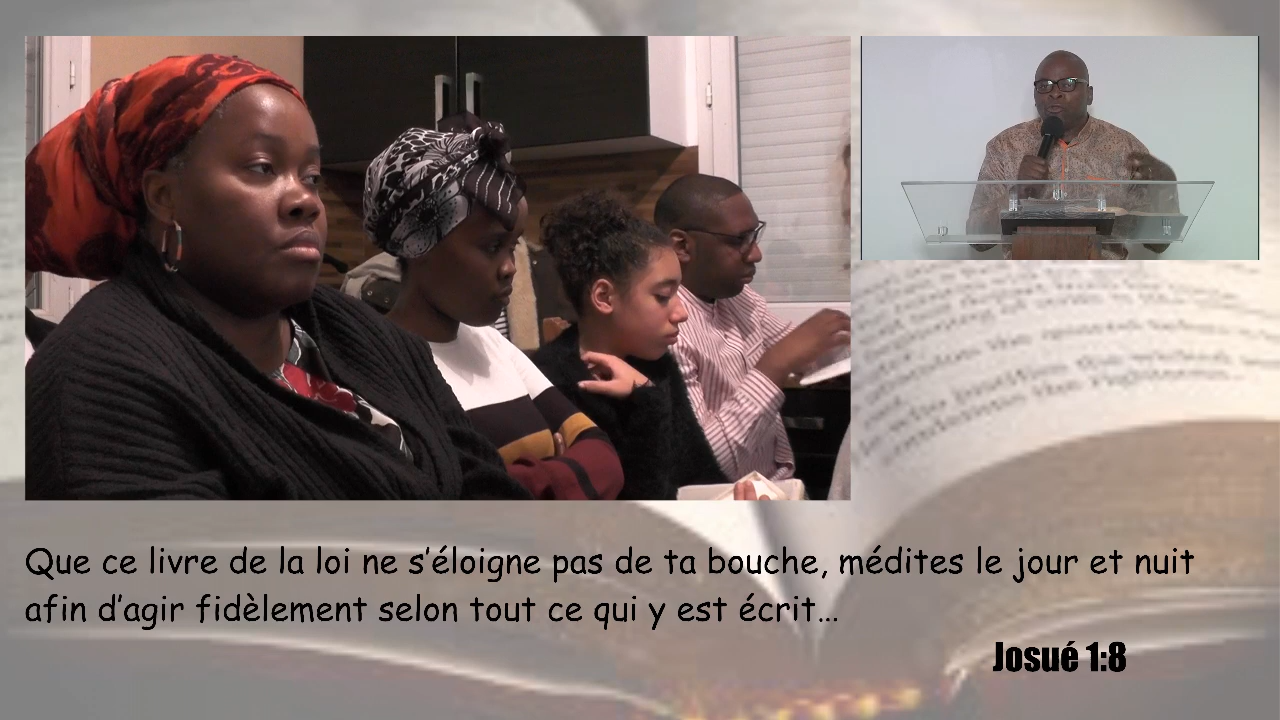 Que ce livre de la loi ne s'éloigne pas de ta bouche, médites le jour et nuit
afin d'agir fidèlement selon tout ce qui y est écrit...
Josué 1:8